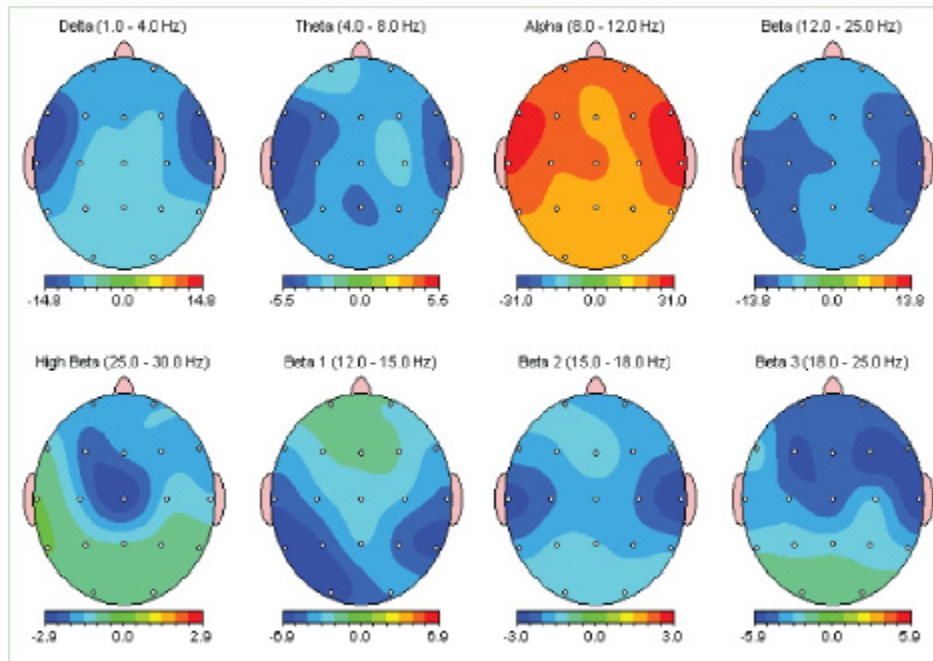 Delta (1.0 - 4.0 Hz) Theta (4.0 - 8.0 Hz) Alpha (8.0 - 12.0 Hz) Beta (12.0 - 25.0 Hz)
-14.9 0.0 14.9 -5.5 0.0 5.5 -31.0 0.0 31.0 -13.8 0.0 13.8
High Beta (25.0 - 30.0 Hz) Beta 1 (12.0 - 15.0 Hz) Beta 2 (15.0 - 18.0 Hz) Beta 3 (18.0 - 25.0 Hz)
-2.9 0.0 2.9 -6.9 0.0 6.9 -3.0 0.0 3.0 -5.9 0.0 5.9